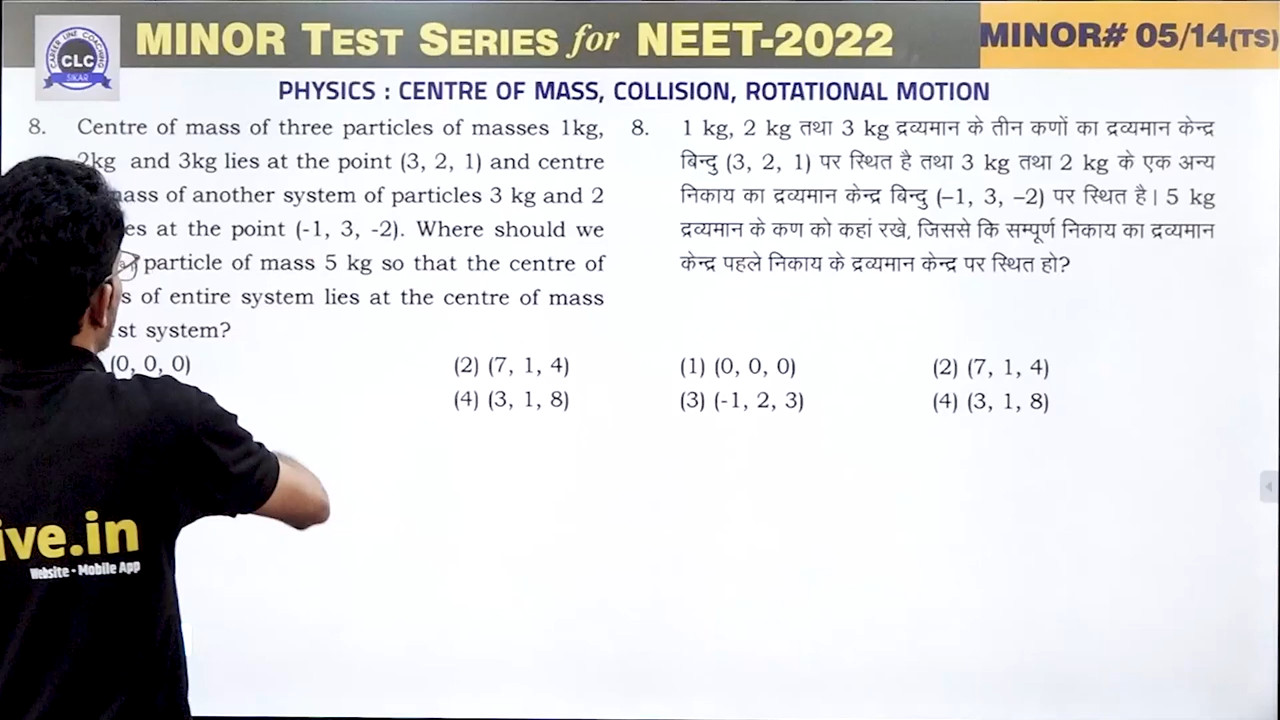 MINOR TEST SERIES for NEET-2022
MINOR# 05/14(TS)
CAREER LINE COACHING
CLC
SIKAR
PHYSICS : CENTRE OF MASS, COLLISION, ROTATIONAL MOTION
8. Centre of mass of three particles of masses 1kg,
2kg and 3kg lies at the point (3, 2, 1) and centre
mass of another system of particles 3 kg and 2
es at the point (-1, 3, -2). Where should we
particle of mass 5 kg so that the centre of
s of entire system lies at the centre of mass
st system?
(0, 0, 0) (2) (7, 1, 4)
(4) (3, 1, 8)
8. 1 kg, 2 kg तथा 3 kg द्रव्यमान के तीन कणों का द्रव्यमान केन्द्र
बिन्दु (3, 2, 1) पर स्थित है तथा 3 kg तथा 2 kg के एक अन्य
निकाय का द्रव्यमान केन्द्र बिन्दु (–1, 3, –2) पर स्थित है। 5 kg
द्रव्यमान के कण को कहां रखे, जिससे कि सम्पूर्ण निकाय का द्रव्यमान
केन्द्र पहले निकाय के द्रव्यमान केन्द्र पर स्थित हो?
(1) (0, 0, 0) (2) (7, 1, 4)
(3) (-1, 2, 3) (4) (3, 1, 8)
ive.in
Website - Mobile App